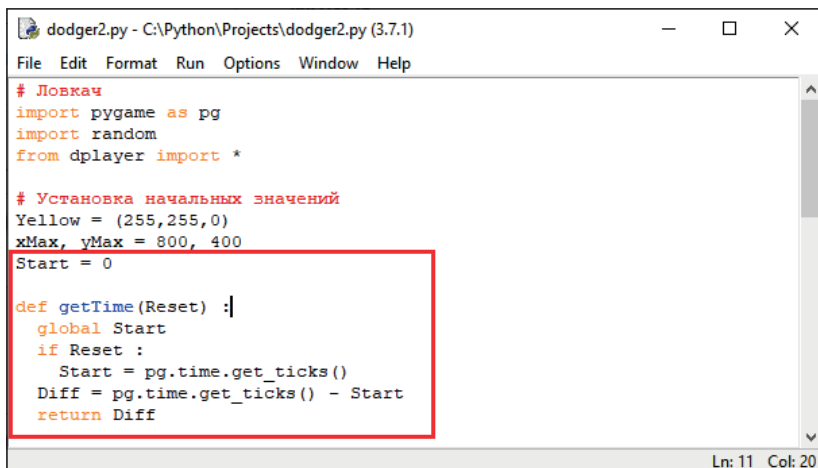 dodger2.py - C:\Python\Projects\dodger2.py (3.7.1)
File Edit Format Run Options Window Help
# Ловкач
import pygame as pg
import random
from dplayer import *

# Установка начальных значений
Yellow = (255,255,0)
xMax, yMax = 800, 400
Start = 0

def getTime(Reset) :
  global Start
  if Reset :
    Start = pg.time.get_ticks()
  Diff = pg.time.get_ticks() - Start
  return Diff
Ln: 11 Col: 20